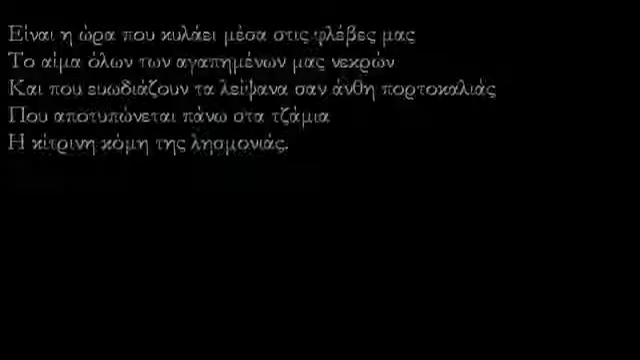 Είναι η ώρα που κυλάει μέσα στις φλέβες μας
Το αίμα όλων των αγαπημένων μας νεκρών
Και που ευωδιάζουν τα λείψανα σαν άνθη πορτοκαλιάς
Που αποτυπώνεται πάνω στα τζάμια
Η κίτρινη κόμη της λησμονιάς.